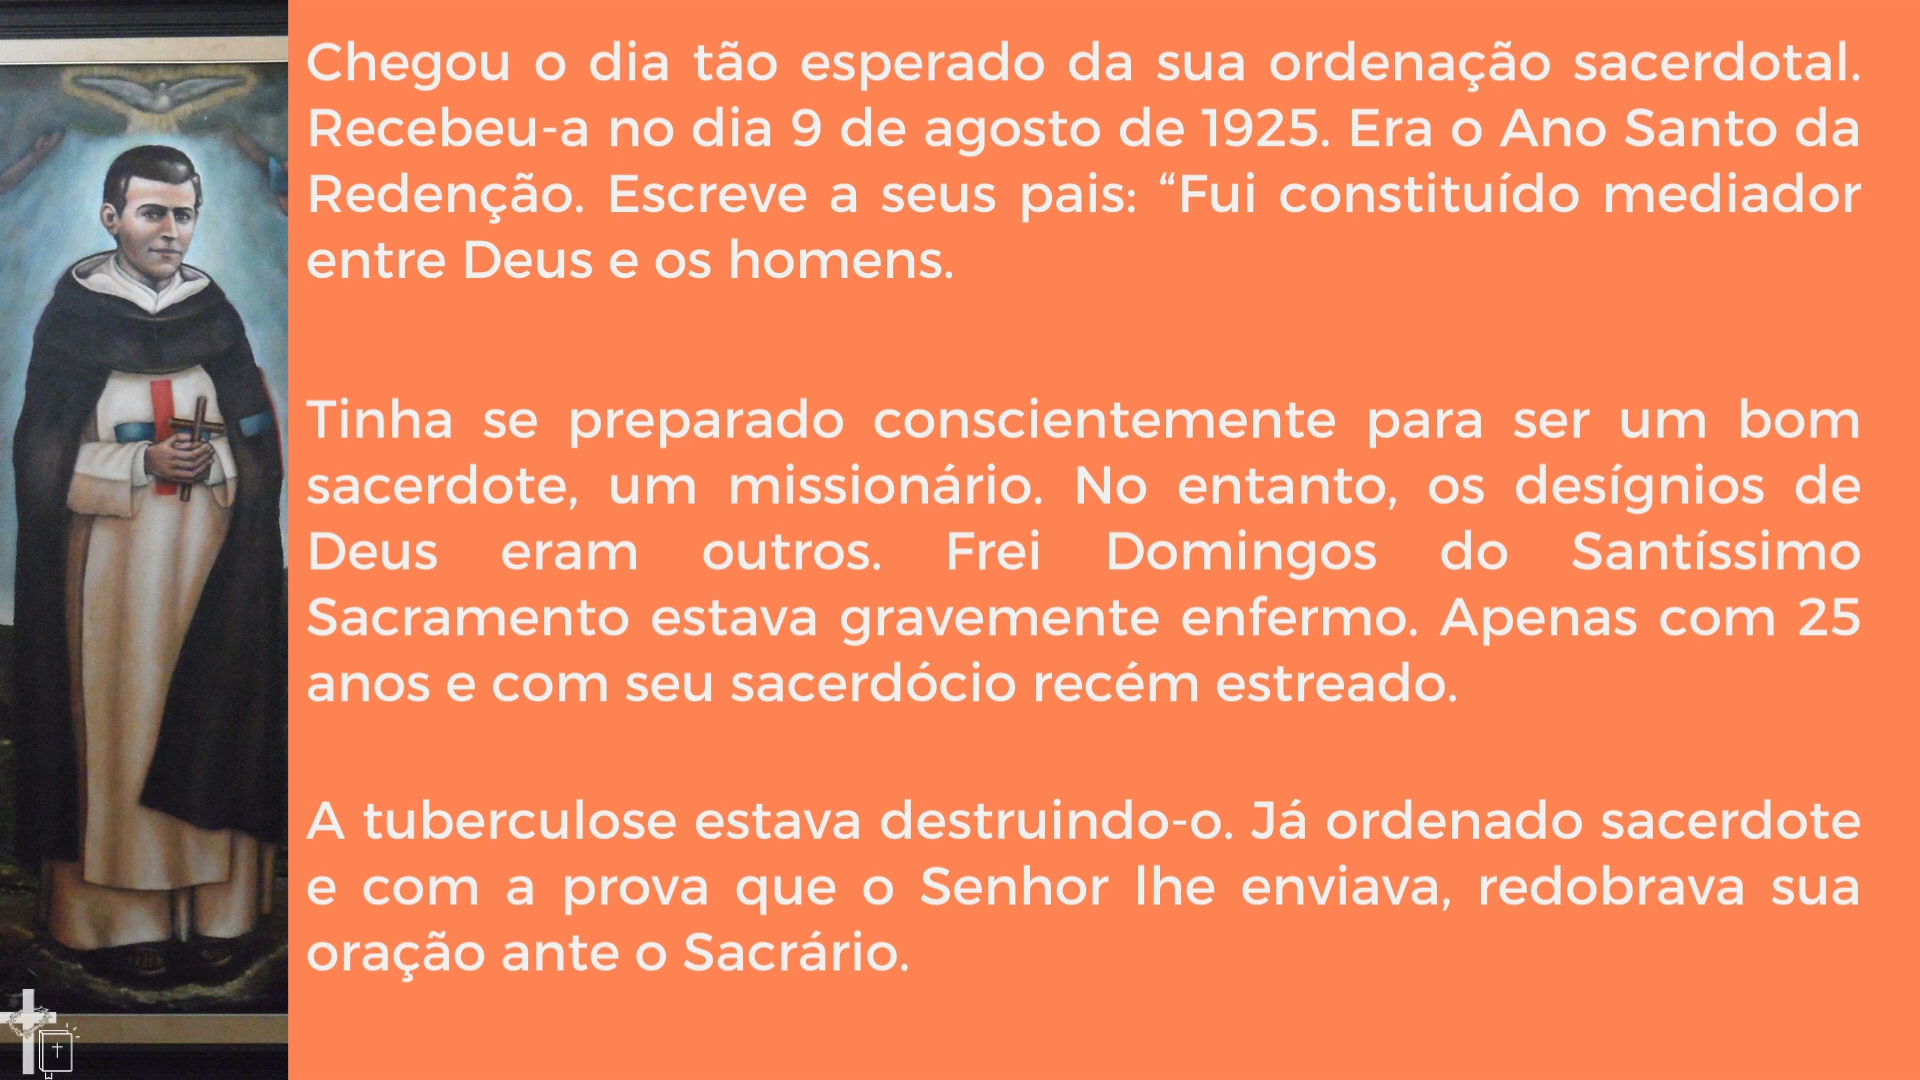 Chegou o dia tão esperado da sua ordenação sacerdotal.
Recebeu-a no dia 9 de agosto de 1925. Era o Ano Santo da
Redenção. Escreve a seus pais: “Fui constituído mediador
entre Deus e os homens.
Tinha se preparado conscientemente para ser um bom
sacerdote, um missionário. No entanto, os desígnios de
Deus eram outros. Frei Domingos do Santíssimo
Sacramento estava gravemente enfermo. Apenas com 25
anos e com seu sacerdócio recém estreado.
A tuberculose estava destruindo-o. Já ordenado sacerdote
e com a prova que o Senhor lhe enviava, redobrava sua
oração ante o Sacrário.